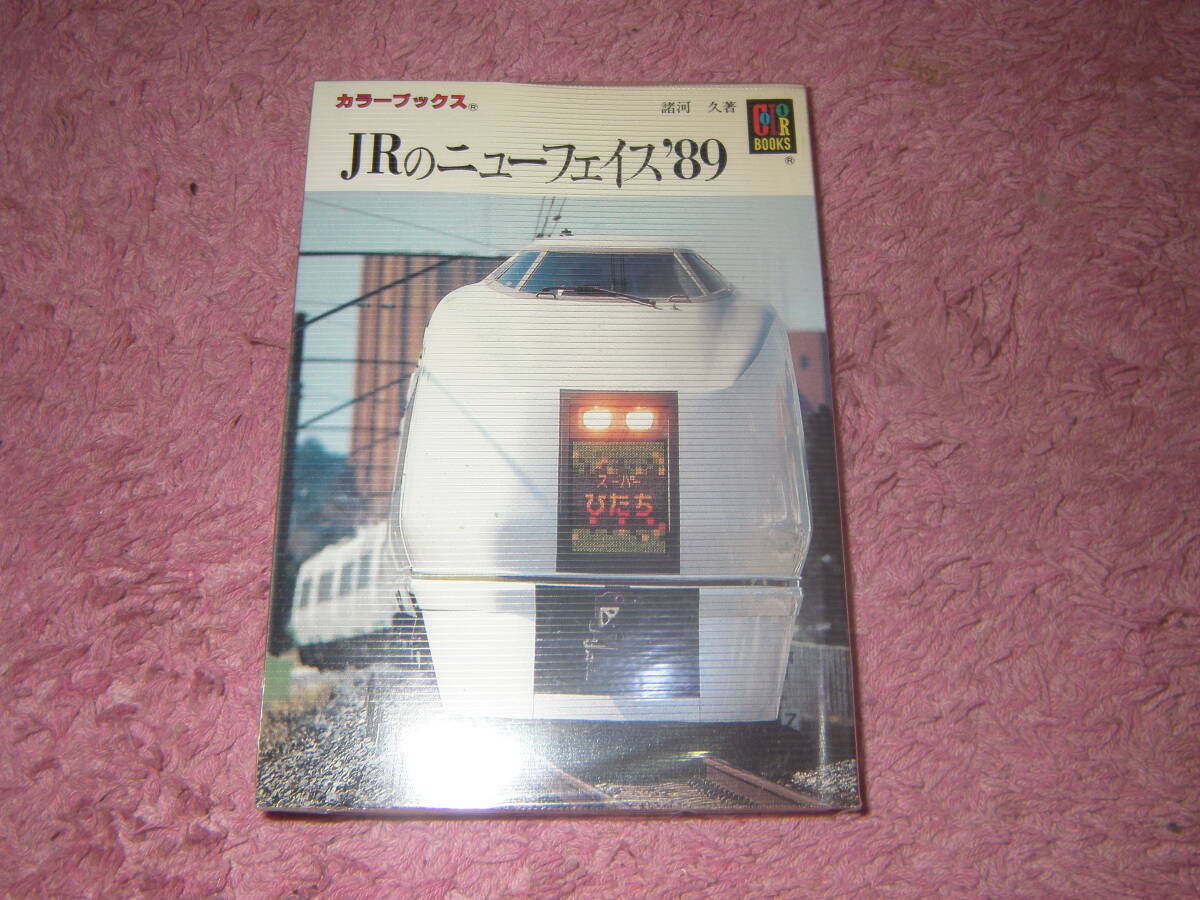 カラーブックス®
諸河 久著
COLOR
BOOKS
®
JRのニューフェイス'89
スーパー
ひたち
7